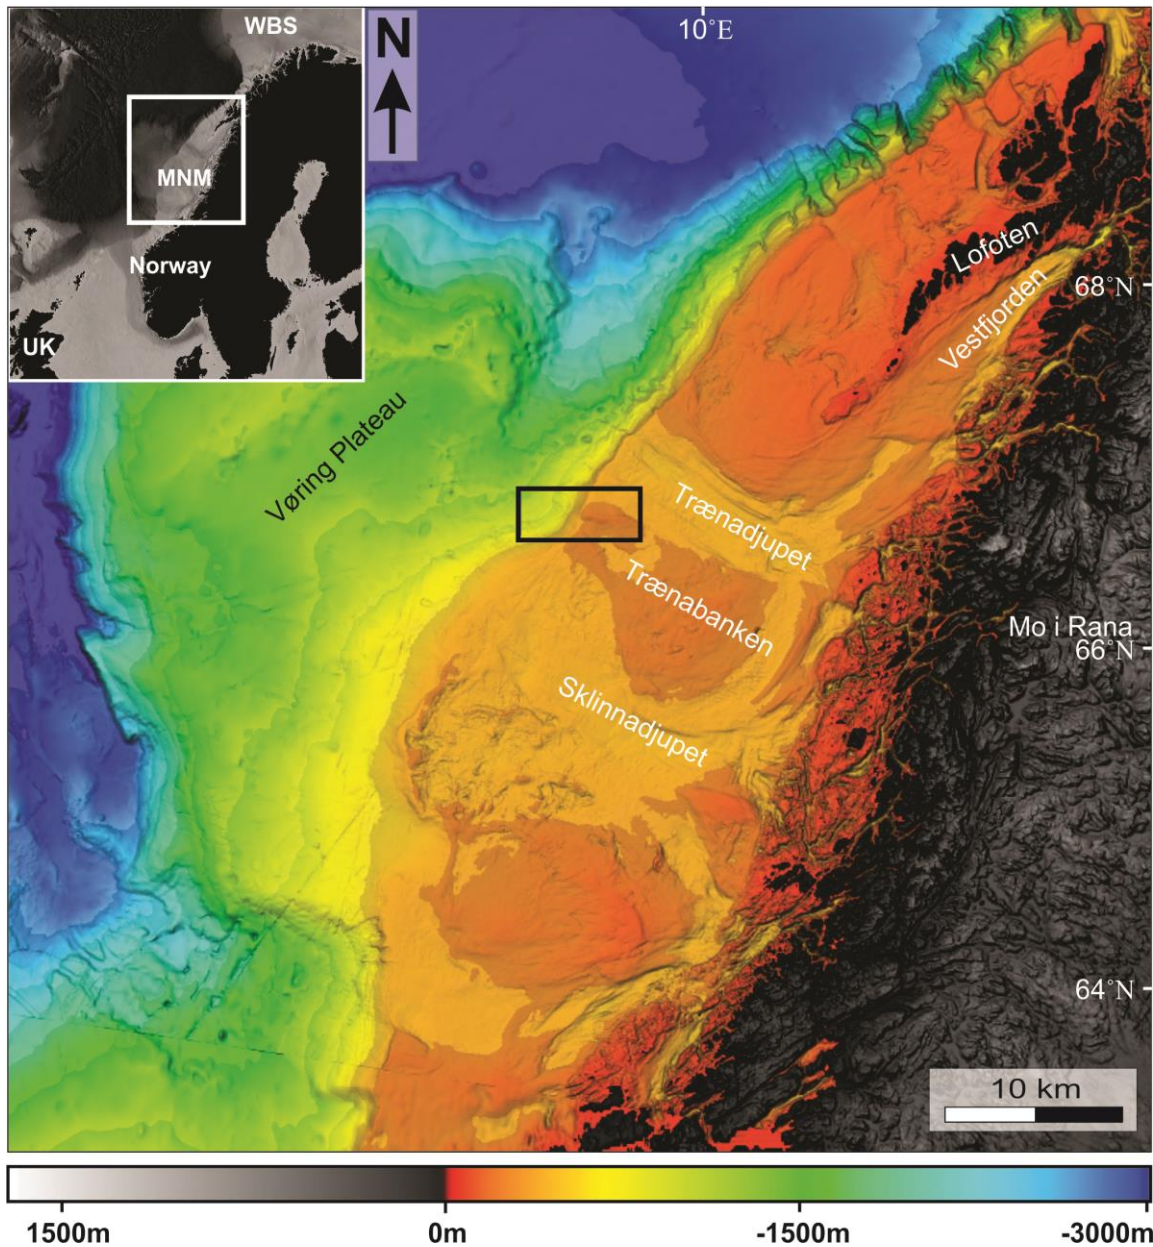 WBS
N
10°E
MNM
Norway
UK
Lofoten
Vestfjorden
68°N
Vøring Plateau
Trænadjupet
Trænabanken
Mo i Rana
66°N
Sklinnadjupet
64°N
10 km
1500m 0m -1500m -3000m